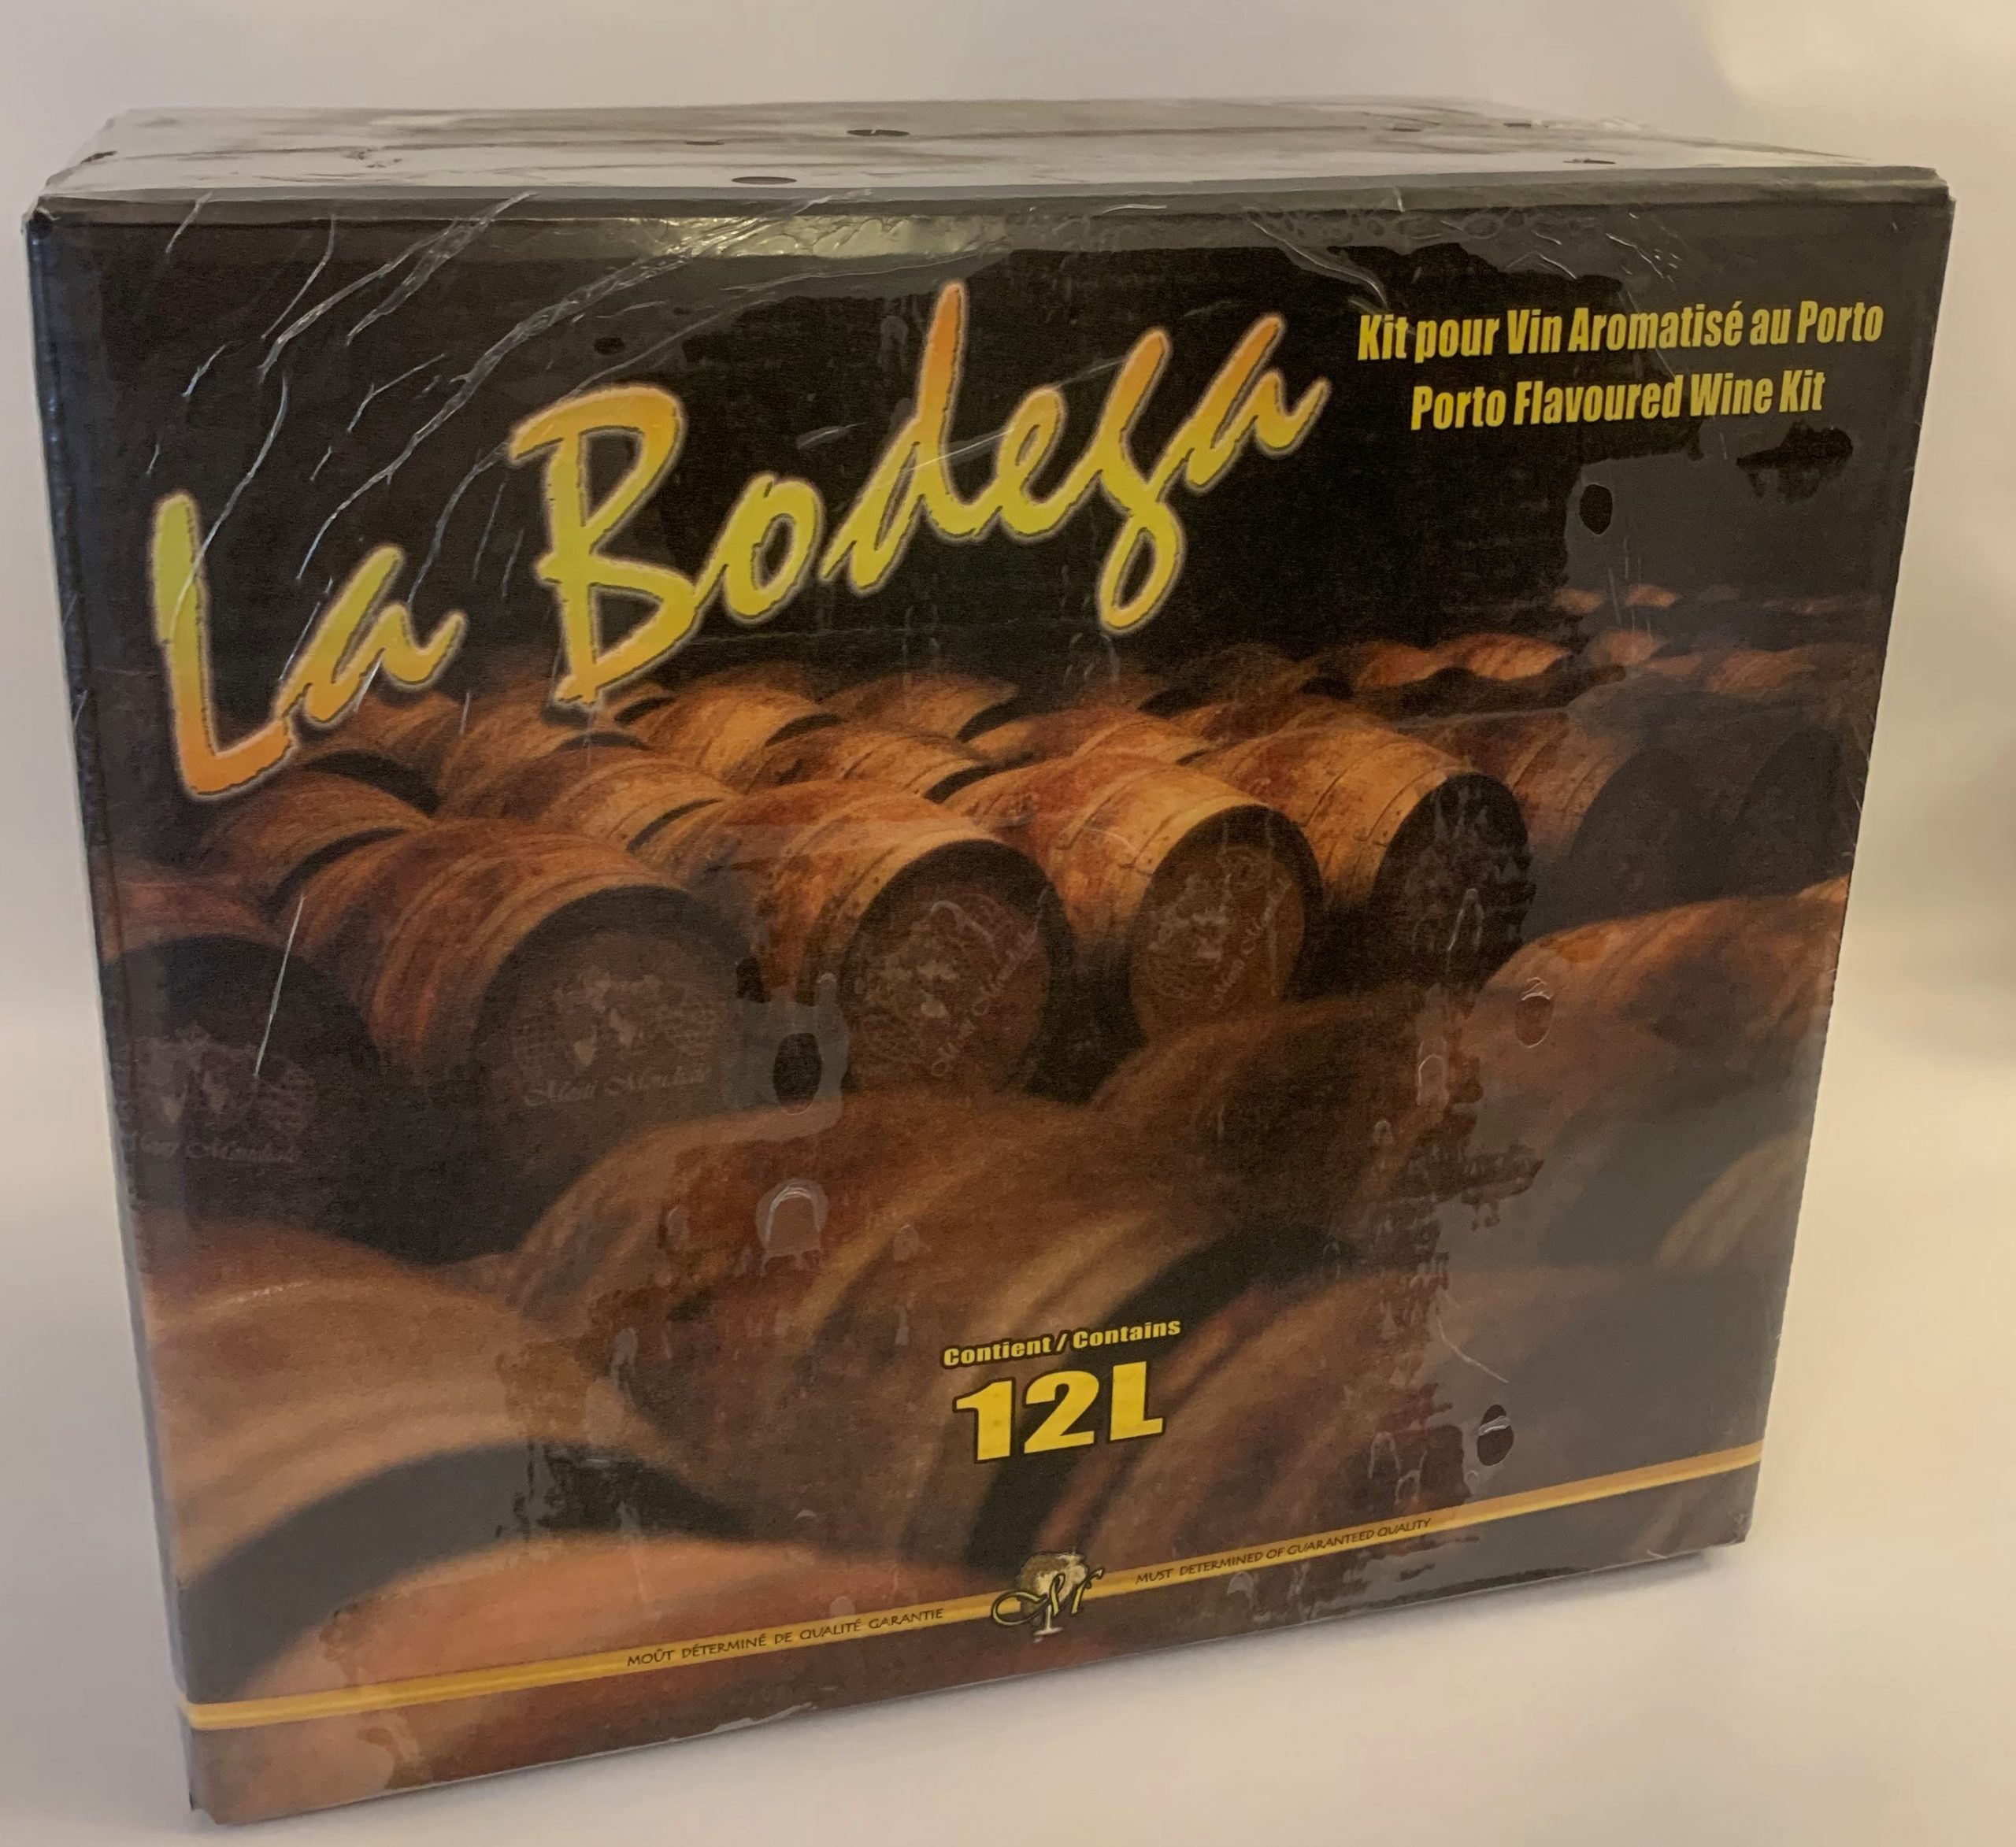 La Bodega
Kit pour Vin Aromatisé au Porto
Porto Flavoured Wine Kit
Contient / Contains
12L
MOÛT DÉTERMINÉ DE QUALITÉ GARANTIE
MUST DETERMINED OF GUARANTEED QUALITY